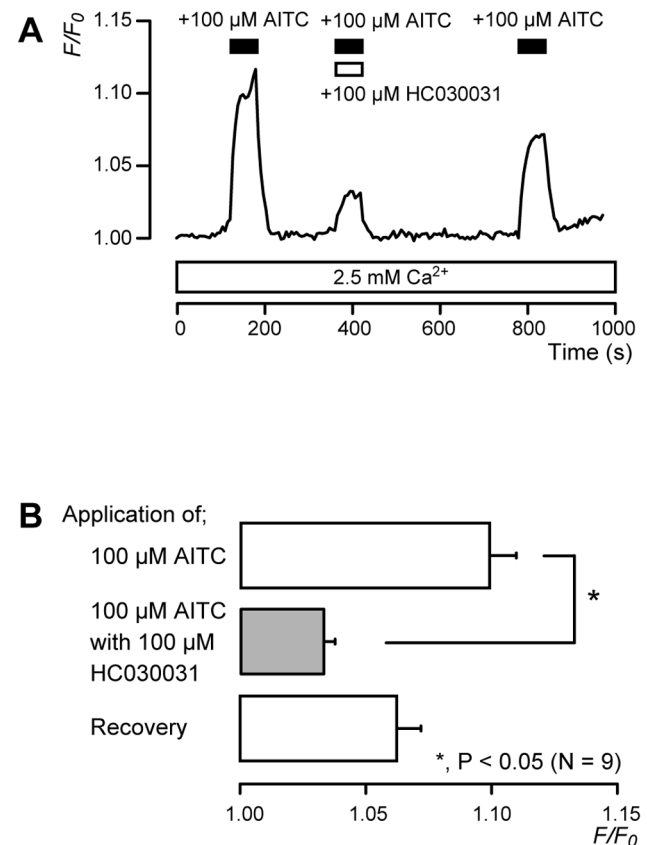 A
F/F0
+100 µM AITC
+100 µM AITC
+100 µM AITC
+100 µM HC030031
1.15
1.10
1.05
1.00
2.5 mM Ca2+
0 200 400 600 800 1000
Time (s)
B
Application of;
100 µM AITC
100 µM AITC
with 100 µM
HC030031
Recovery
*
*, P < 0.05 (N = 9)
1.00 1.05 1.10 1.15
F/F0